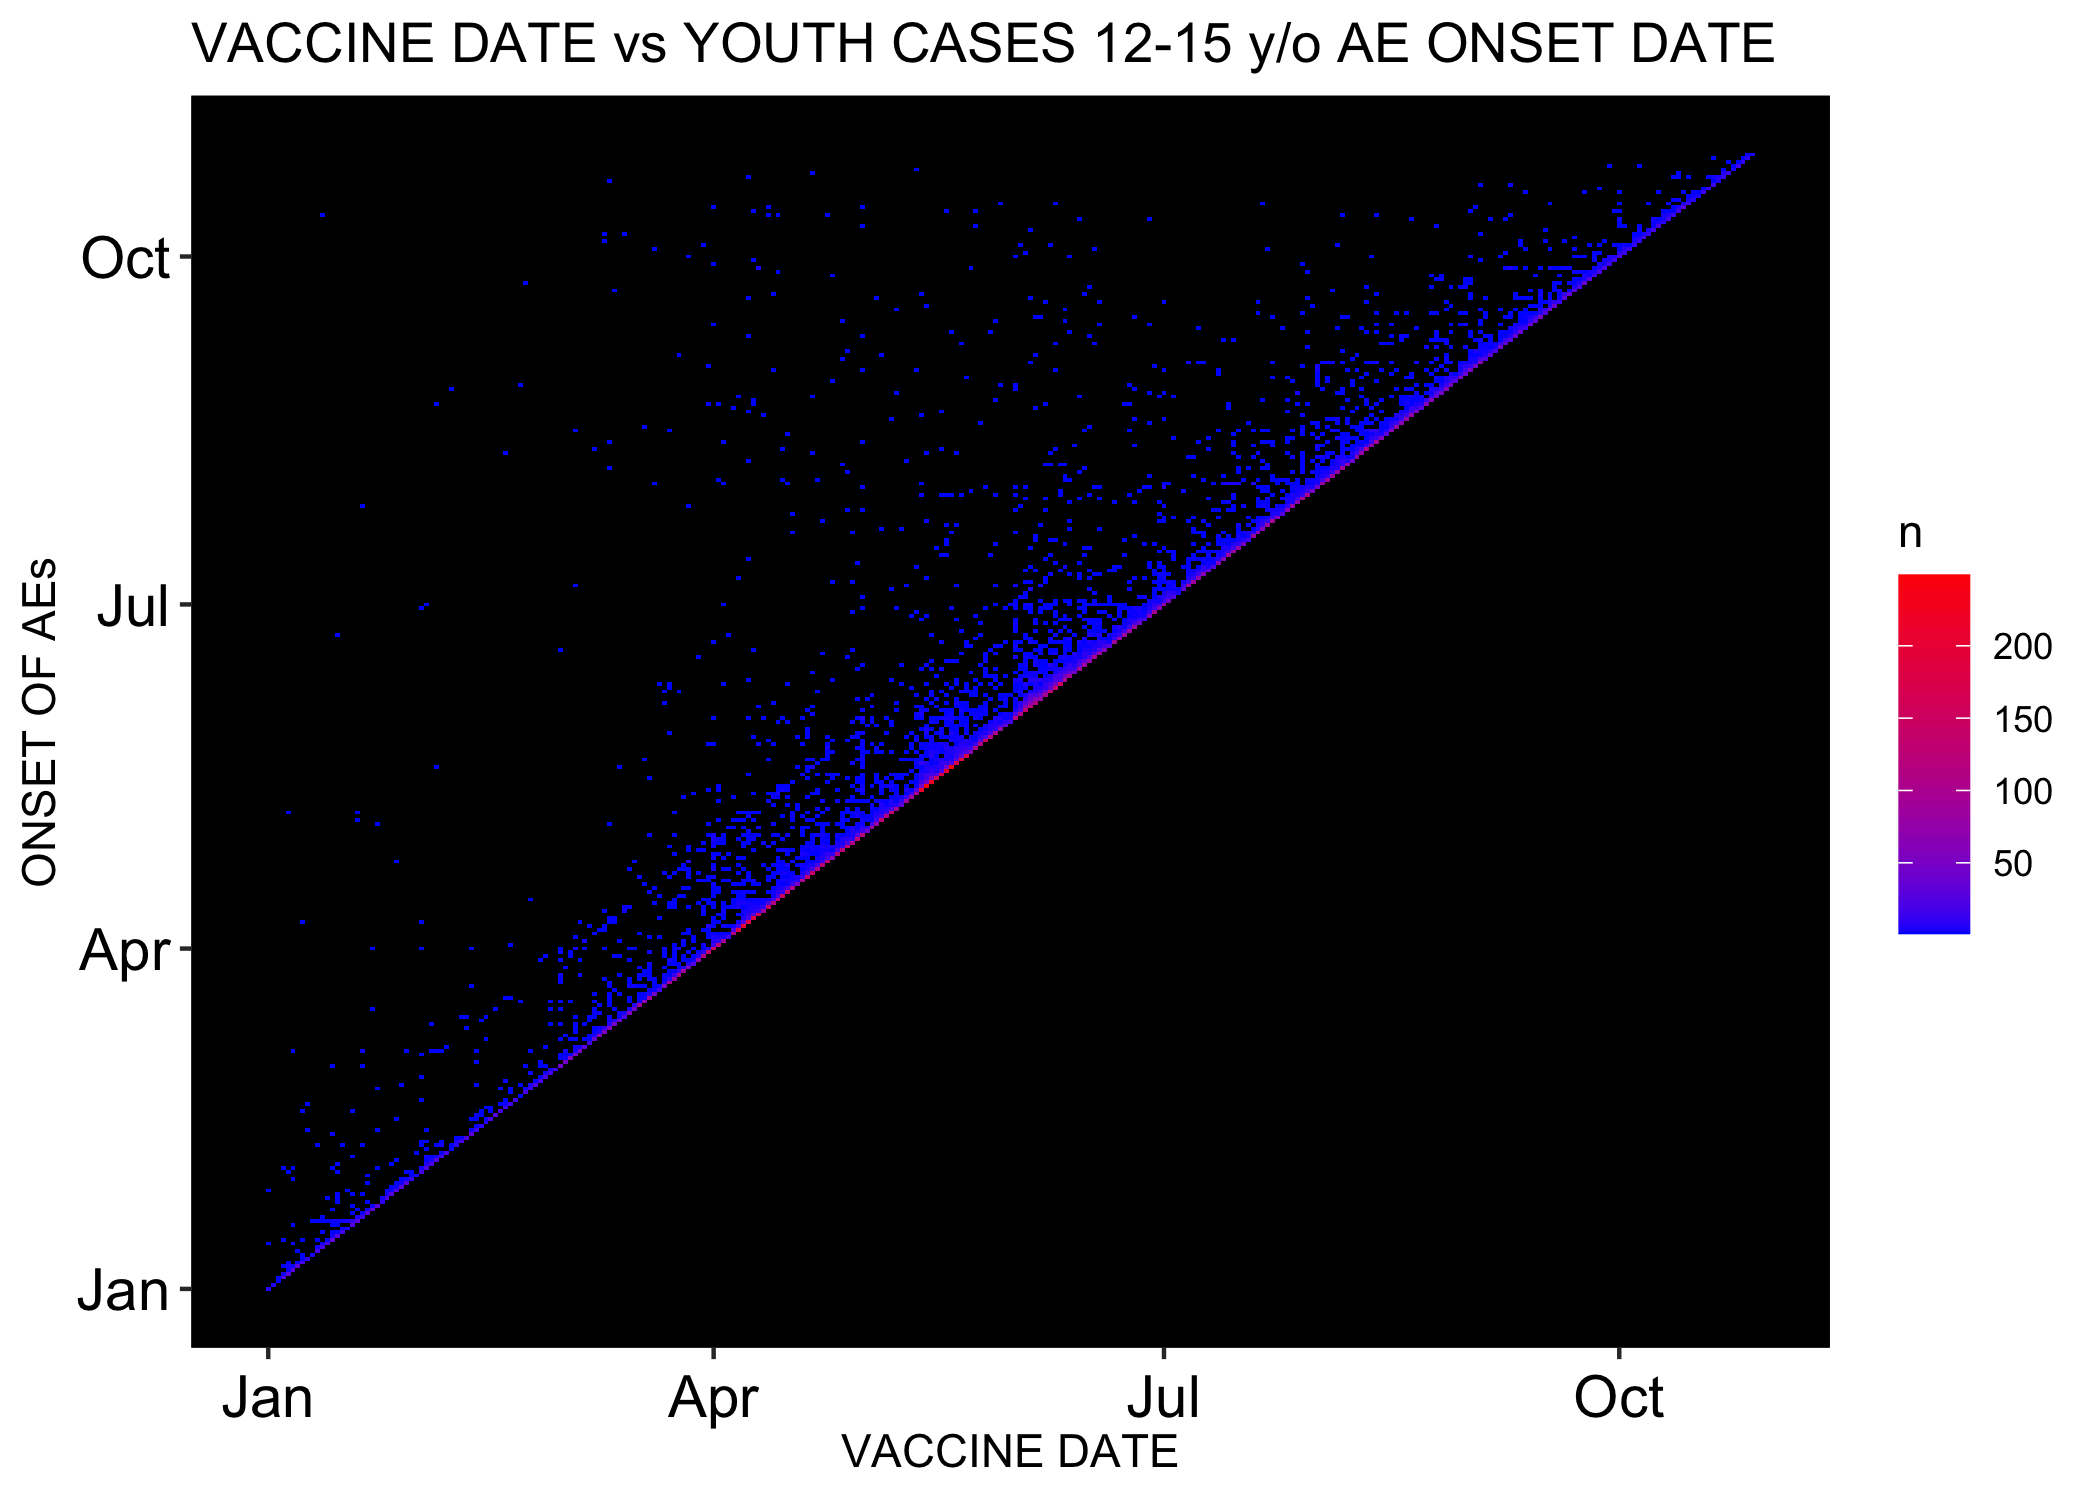 VACCINE DATE vs YOUTH CASES 12-15 y/o AE ONSET DATE
ONSET OF AEs
Oct
Jul
Apr
Jan
Jan
Apr
Jul
Oct
VACCINE DATE
n
200
150
100
50